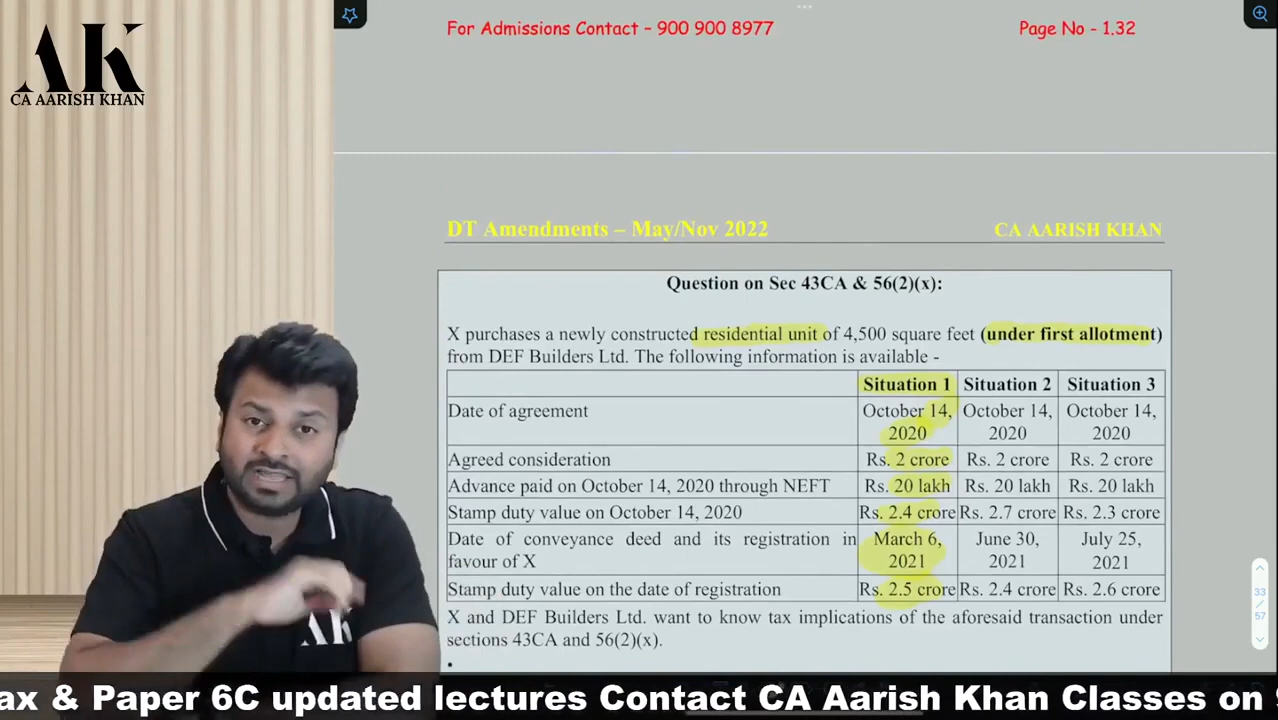 For Admissions Contact – 900 900 8977
Page No - 1.32
AK
CA AARISH KHAN
DT Amendments – May/Nov 2022
CA AARISH KHAN
Question on Sec 43CA & 56(2)(x):
X purchases a newly constructed residential unit of 4,500 square feet (under first allotment)
from DEF Builders Ltd. The following information is available -
Situation 1 Situation 2 Situation 3
Date of agreement October 14, October 14, October 14,
2020 2020 2020
Agreed consideration Rs. 2 crore Rs. 2 crore Rs. 2 crore
Advance paid on October 14, 2020 through NEFT Rs. 20 lakh Rs. 20 lakh Rs. 20 lakh
Stamp duty value on October 14, 2020 Rs. 2.4 crore Rs. 2.7 crore Rs. 2.3 crore
Date of conveyance deed and its registration in March 6, June 30, July 25,
favour of X 2021 2021 2021
Stamp duty value on the date of registration Rs. 2.5 crore Rs. 2.4 crore Rs. 2.6 crore
X and DEF Builders Ltd. want to know tax implications of the aforesaid transaction under
sections 43CA and 56(2)(x).
33
/
57
AK
ax & Paper 6C updated lectures Contact CA Aarish Khan Classes on